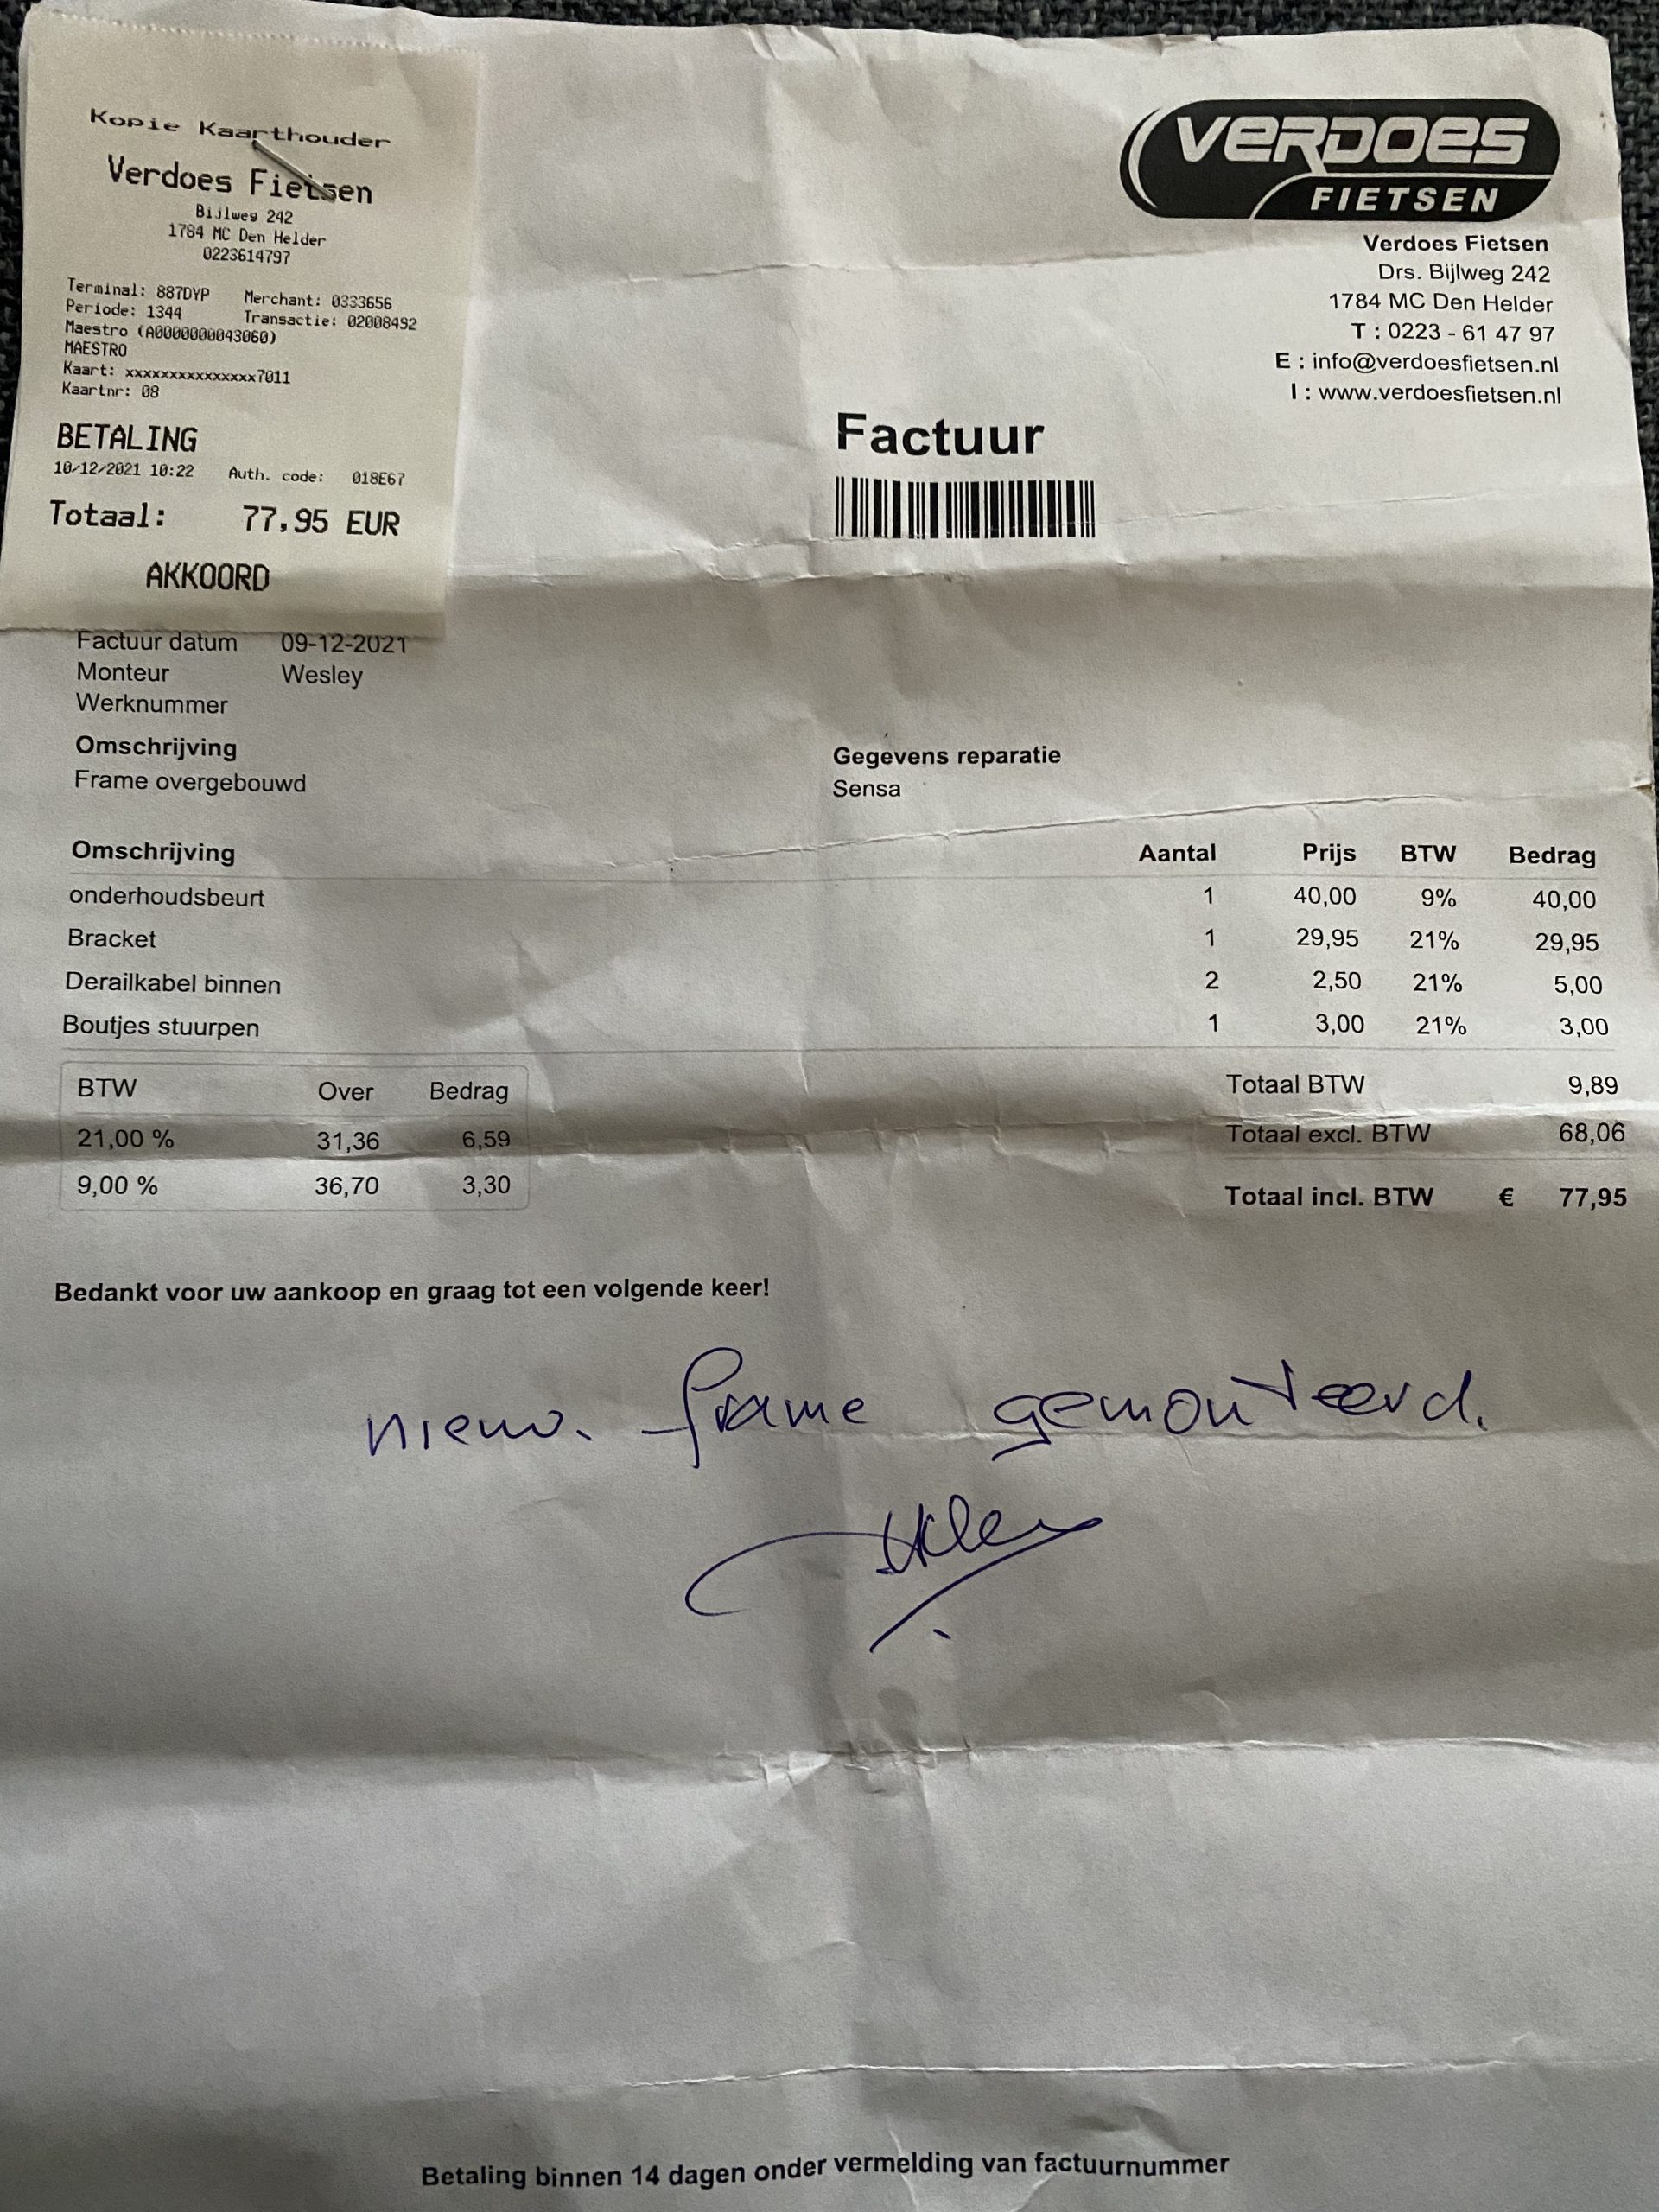 Kopie Kaarthouder
Verdoes Fietsen
Bijlweg 242
1784 MC Den Helder
0223614797
Terminal: 887DYP Merchant: 0333656
Periode: 1344 Transactie: 02008492
Maestro (A0000000043060)
MAESTRO
Kaart: xxxxxxxxxxxxxxx7011
Kaartnr: 08
BETALING
10/12/2021 10:22 Auth. code: 018E67
Totaal: 77,95 EUR
AKKOORD
VERDOES
FIETSEN
Verdoes Fietsen
Drs. Bijlweg 242
1784 MC Den Helder
T : 0223 - 61 47 97
E : info@verdoesfietsen.nl
I : www.verdoesfietsen.nl
Factuur
Factuur datum 09-12-2021
Monteur Wesley
Werknummer
Omschrijving Gegevens reparatie
Frame overgebouwd Sensa
Omschrijving Aantal Prijs BTW Bedrag
onderhoudsbeurt 1 40,00 9% 40,00
Bracket 1 29,95 21% 29,95
Derailkabel binnen 2 2,50 21% 5,00
Boutjes stuurpen 1 3,00 21% 3,00
BTW Over Bedrag
21,00 % 31,36 6,59
9,00 % 36,70 3,30
Totaal BTW 9,89
Totaal excl. BTW 68,06
Totaal incl. BTW € 77,95
Bedankt voor uw aankoop en graag tot een volgende keer!
nieuw. frame gemonteerd.
Betaling binnen 14 dagen onder vermelding van factuurnummer